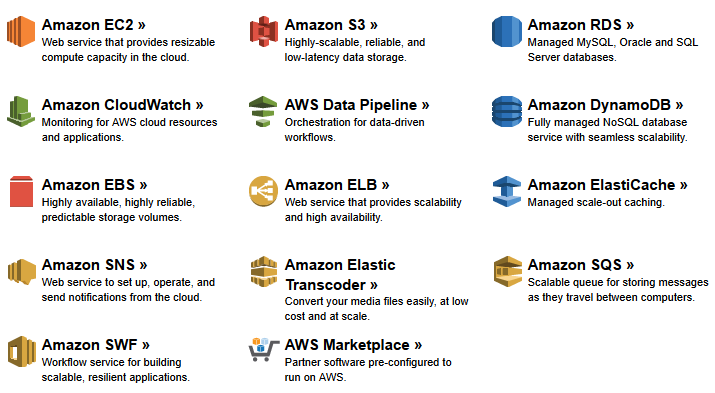 Amazon EC2 »
Web service that provides resizable
compute capacity in the cloud.
Amazon S3 »
Highly-scalable, reliable, and
low-latency data storage.
Amazon RDS »
Managed MySQL, Oracle and SQL
Server databases.
Amazon CloudWatch »
Monitoring for AWS cloud resources
and applications.
AWS Data Pipeline »
Orchestration for data-driven
workflows.
Amazon DynamoDB »
Fully managed NoSQL database
service with seamless scalability.
Amazon EBS »
Highly available, highly reliable,
predictable storage volumes.
Amazon ELB »
Web service that provides scalability
and high availability.
Amazon ElastiCache »
Managed scale-out caching.
Amazon SNS »
Web service to set up, operate, and
send notifications from the cloud.
Amazon Elastic
Transcoder »
Convert your media files easily, at low
cost and at scale.
Amazon SQS »
Scalable queue for storing messages
as they travel between computers.
Amazon SWF »
Workflow service for building
scalable, resilient applications.
AWS Marketplace »
Partner software pre-configured to
run on AWS.